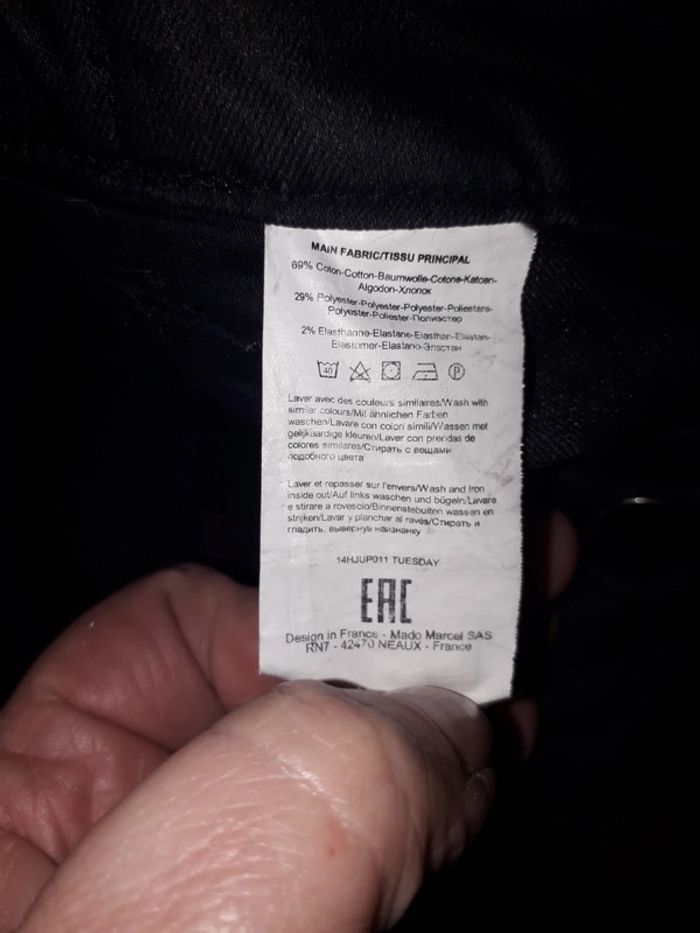 MAIN FABRIC/TISSU PRINCIPAL
69% Coton-Cotton-Baumwolle-Cotone-Katoen-
Algodon-Хлопок
29% Polyester-Polyester-Polyester-Poliestere-
Polyester-Poliester-Полиэстер
2% Elasthanne-Elastane-Elasthan-Elastan-
Elastomer-Elastano-Эластан
40 P
Laver avec des couleurs similaires/Wash with
similar colours/Mit ähnlichen Farben
waschen/Lavare con colori simili/Wassen met
gelijkaardige kleuren/Laver con prendas de
colores similares/Стирать с вещами
подобного цвета
Laver et repasser sur l'envers/Wash and Iron
inside out/Auf links waschen und bügeln/Lavare
e stirare a rovescio/Binnenstebuiten wassen en
strijken/Lavar y planchar al revés/Стирать и
гладить, вывернув наизнанку
14HJUP011 TUESDAY
EAC
Design in France - Mado Marcel SAS
RN7 - 42470 NEAUX - France